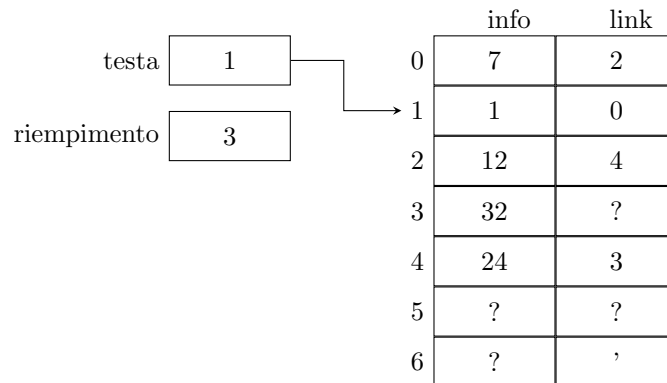 info link
testa 1 0 7 2
1 1 0
riempimento 3
2 12 4
3 32 ?
4 24 3
5 ? ?
6 ? ,